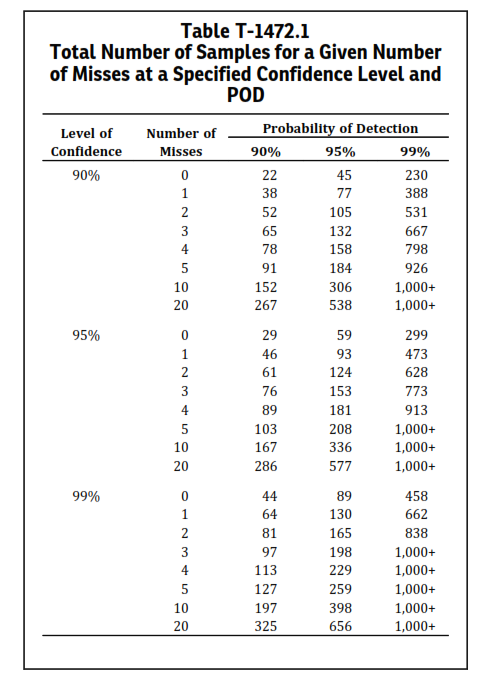 Table T-1472.1
Total Number of Samples for a Given Number
of Misses at a Specified Confidence Level and
POD
Level of Confidence Number of Misses Probability of Detection
90% 95% 99%
90% 0 22 45 230
1 38 77 388
2 52 105 531
3 65 132 667
4 78 158 798
5 91 184 926
10 152 306 1,000+
20 267 538 1,000+
95% 0 29 59 299
1 46 93 473
2 61 124 628
3 76 153 773
4 89 181 913
5 103 208 1,000+
10 167 336 1,000+
20 286 577 1,000+
99% 0 44 89 458
1 64 130 662
2 81 165 838
3 97 198 1,000+
4 113 229 1,000+
5 127 259 1,000+
10 197 398 1,000+
20 325 656 1,000+